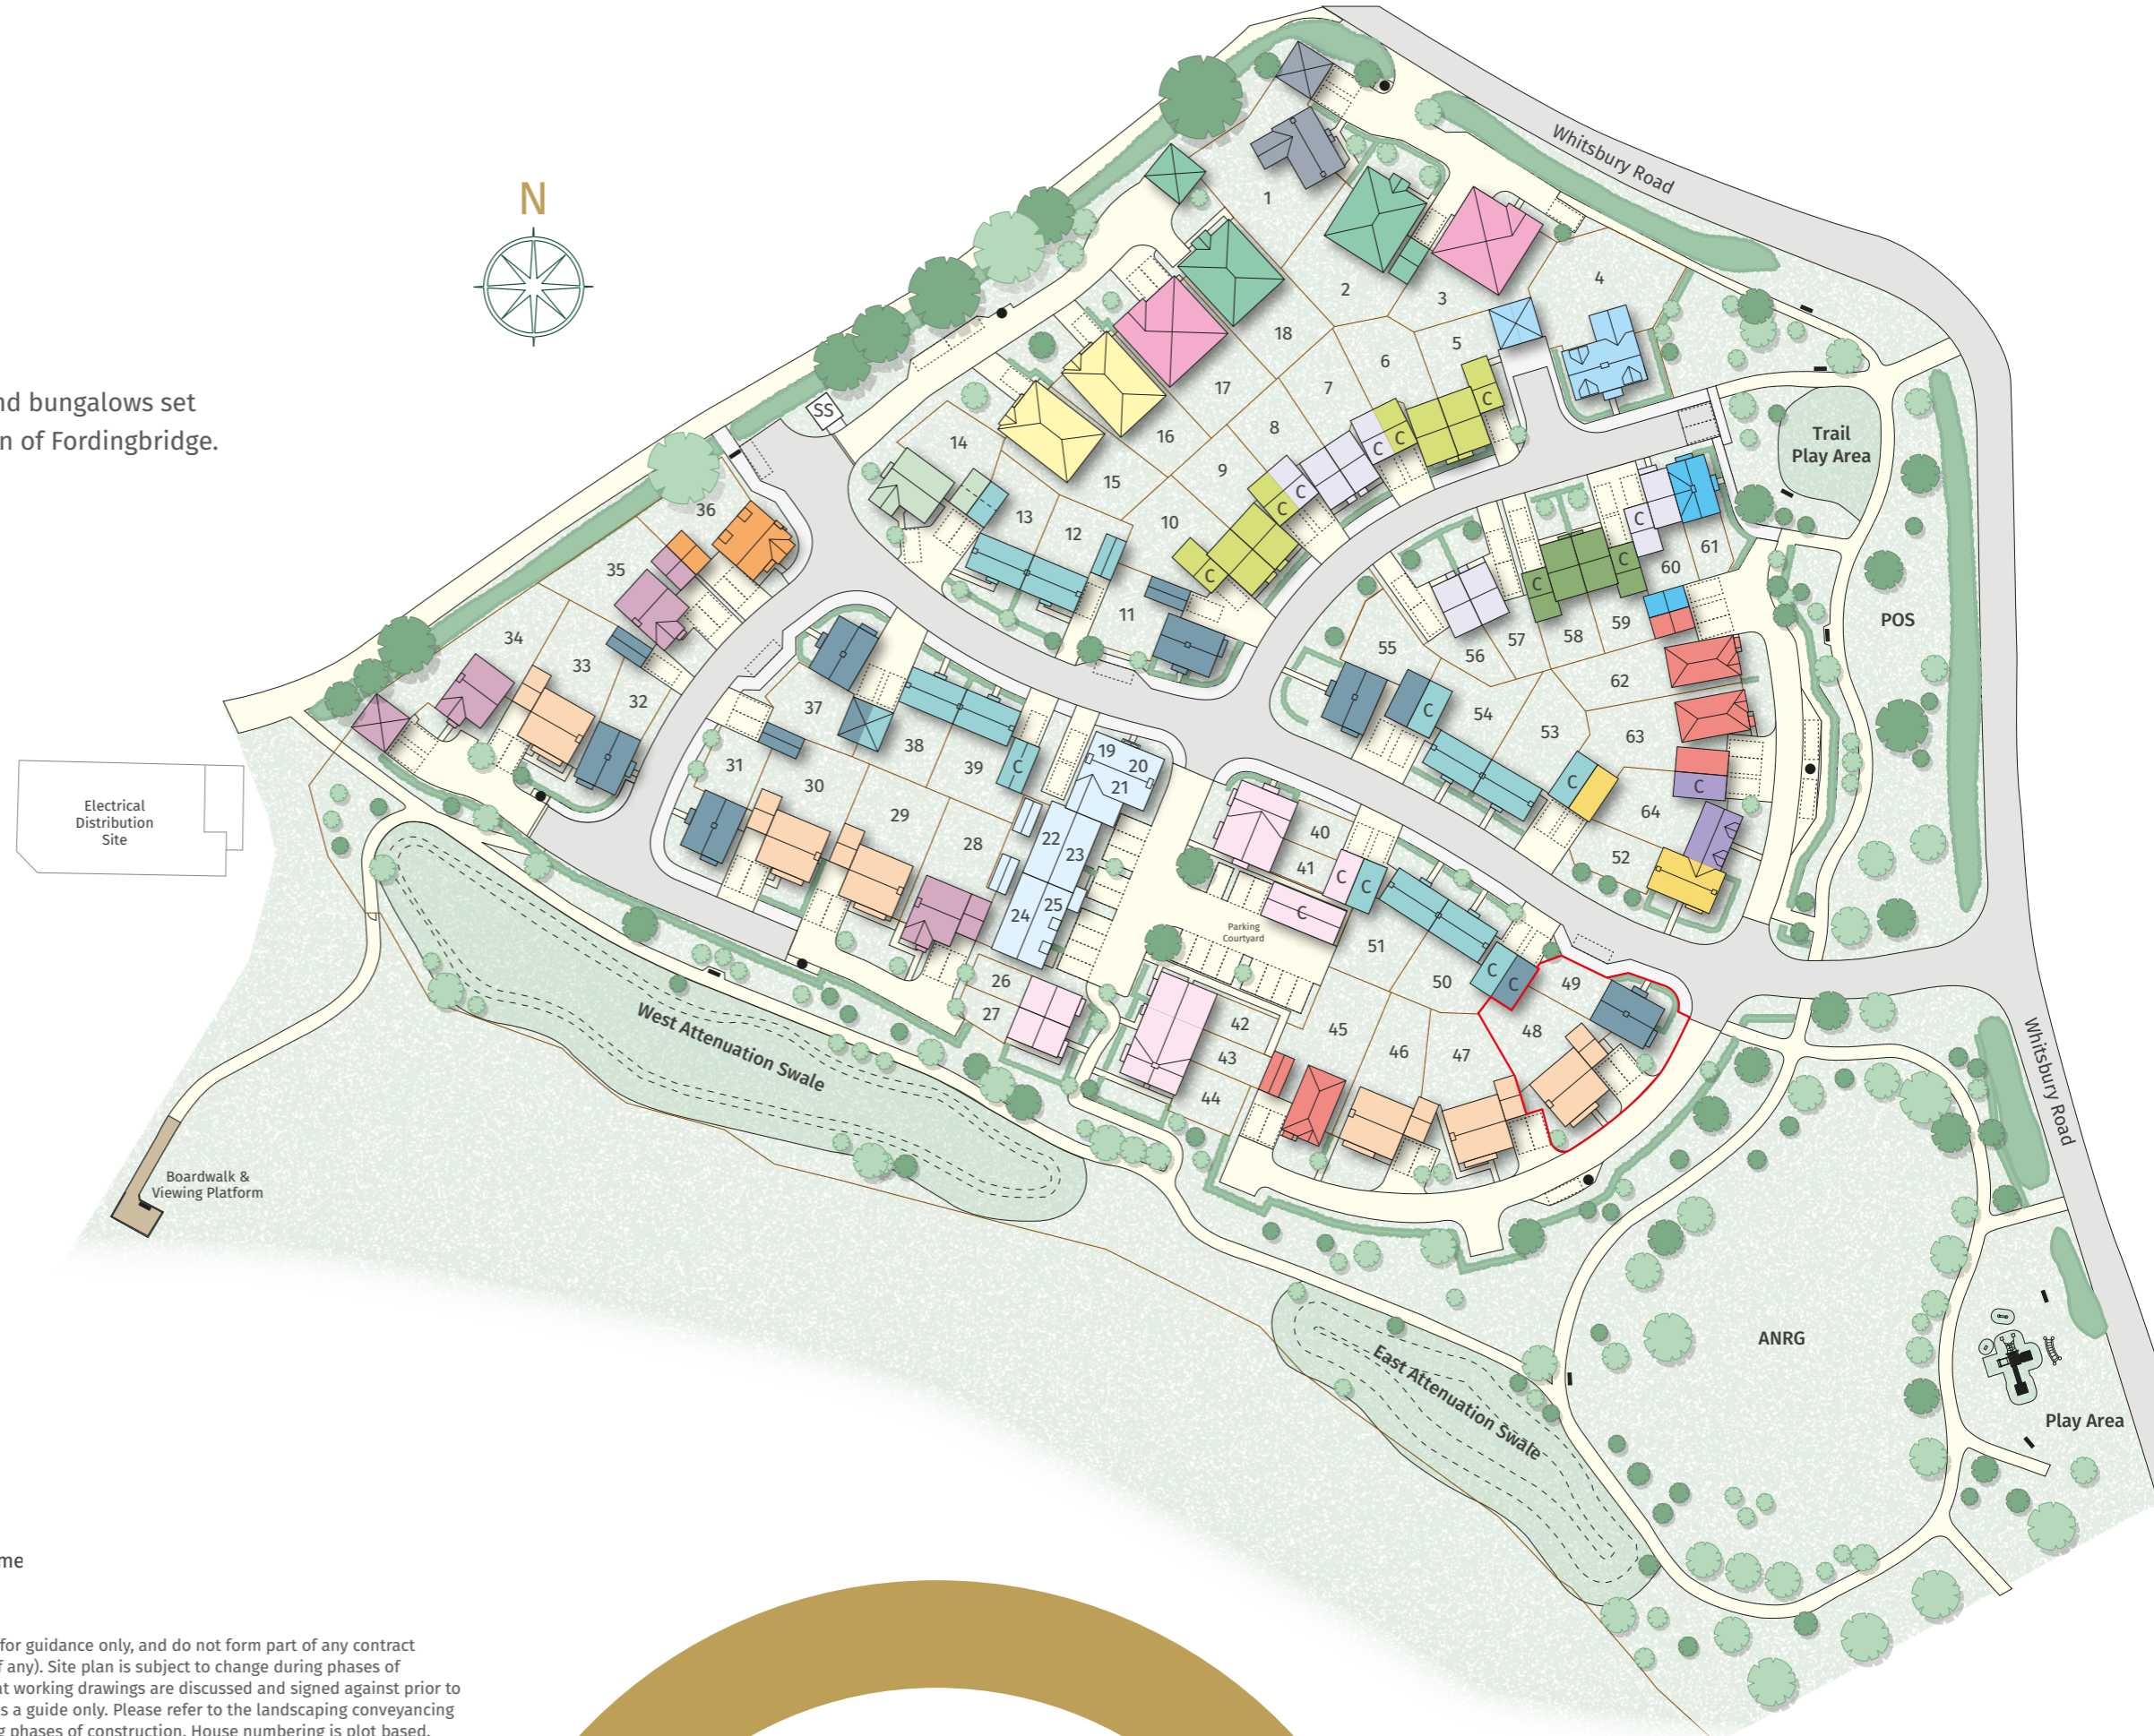 N
nd bungalows set
n of Fordingbridge.
Whitsbury Road
1
2
3
4
5
6
7
8
9
10
11
12
13
14
15
16
17
18
SS
C
C
C
C
C
C
Trail
Play Area
POS
36
35
34
33
32
37
38
39
C
31
30
29
28
19
20
21
22
23
24
25
26
27
55
56
57
58
59
60
61
C
C
C
62
63
64
C
54
53
52
C
C
40
41
C
C
C
Parking
Courtyard
51
50
49
48
C
C
42
43
44
45
46
47
Electrical
Distribution
Site
West Attenuation Swale
Boardwalk &
Viewing Platform
Whitsbury Road
ANRG
East Attenuation Swale
Play Area
me
for guidance only, and do not form part of any contract
f any). Site plan is subject to change during phases of
at working drawings are discussed and signed against prior to
s a guide only. Please refer to the landscaping conveyancing
g phases of construction. House numbering is plot based.